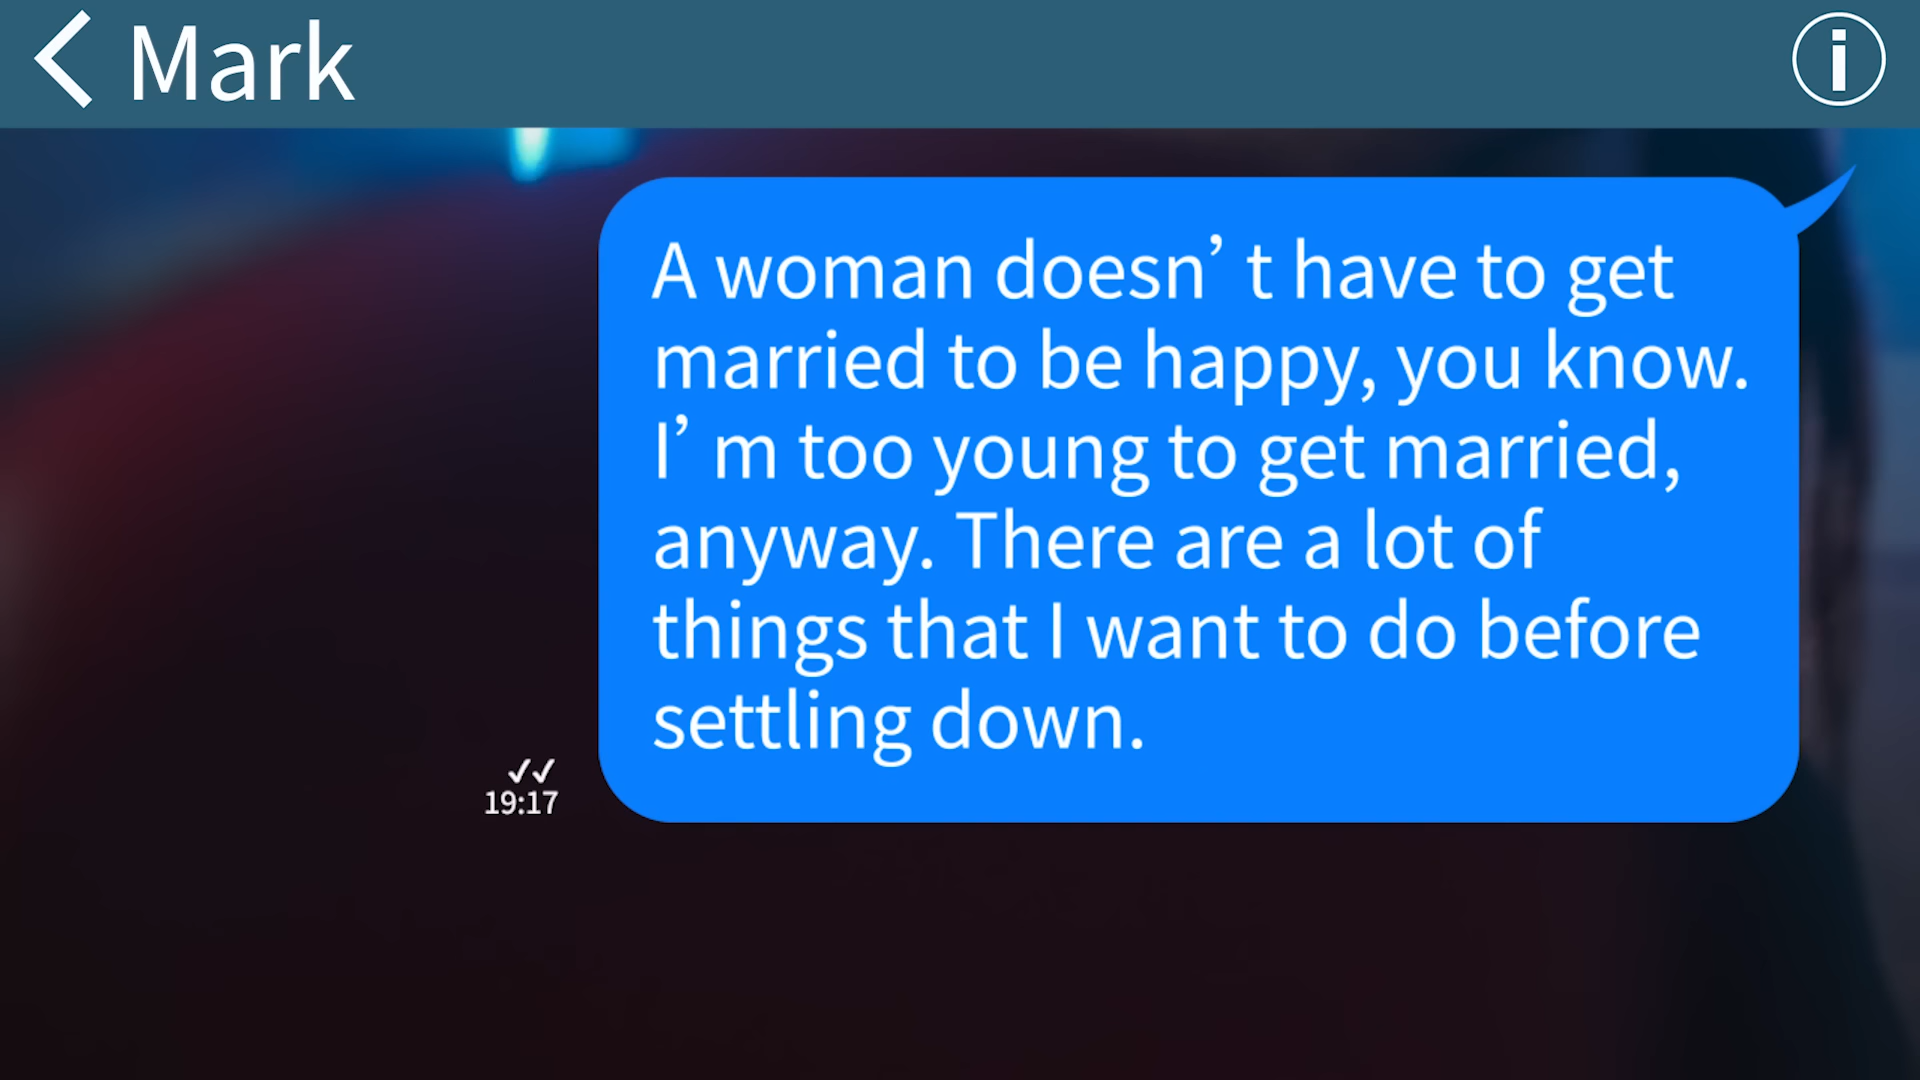 Mark
A woman doesn’t have to get
married to be happy, you know.
I’m too young to get married,
anyway. There are a lot of
things that I want to do before
settling down.
✓✓
19:17